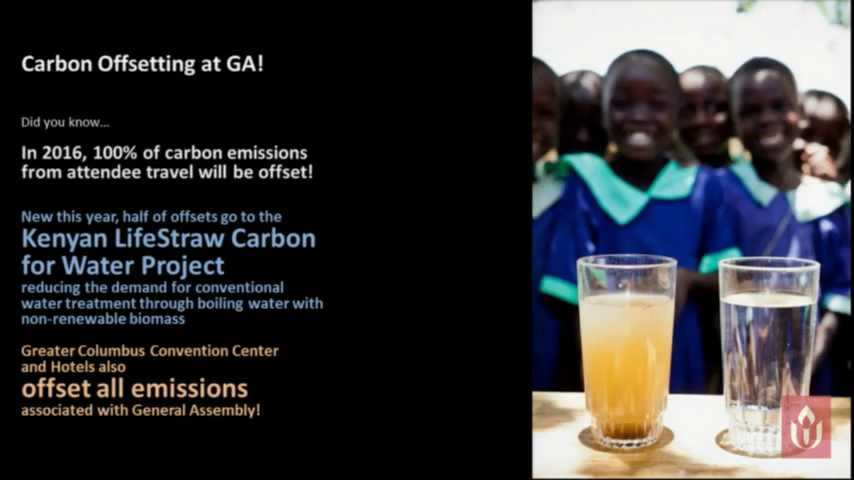 Carbon Offsetting at GA!
Did you know...
In 2016, 100% of carbon emissions
from attendee travel will be offset!
New this year, half of offsets go to the
Kenyan LifeStraw Carbon
for Water Project
reducing the demand for conventional
water treatment through boiling water with
non-renewable biomass
Greater Columbus Convention Center
and Hotels also
offset all emissions
associated with General Assembly!